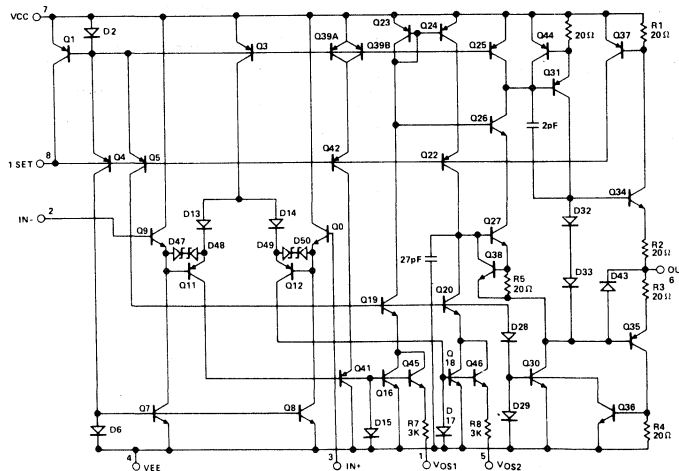 VCC 7
Q1
D2
Q3
Q39A
Q39B
Q23
Q24
Q25
Q44
20Ω
Q37
R1
20Ω
Q31
Q26
2pF
1 SET 8
Q4
Q5
Q42
Q22
Q34
IN- 2
D13
D14
Q0
Q9
D47
D48
D49
D50
Q11
Q12
27pF
Q27
Q38
R5
20Ω
D32
D33
D43
R2
20Ω
OU
6
R3
20Ω
Q19
Q20
D28
Q35
Q41
Q45
Q16
Q
18
Q46
Q30
D29
Q36
D6
Q7
Q8
D15
R7
3K
D
17
R8
3K
R4
20Ω
4
VEE
3
IN+
1
VOS1
5
VOS2